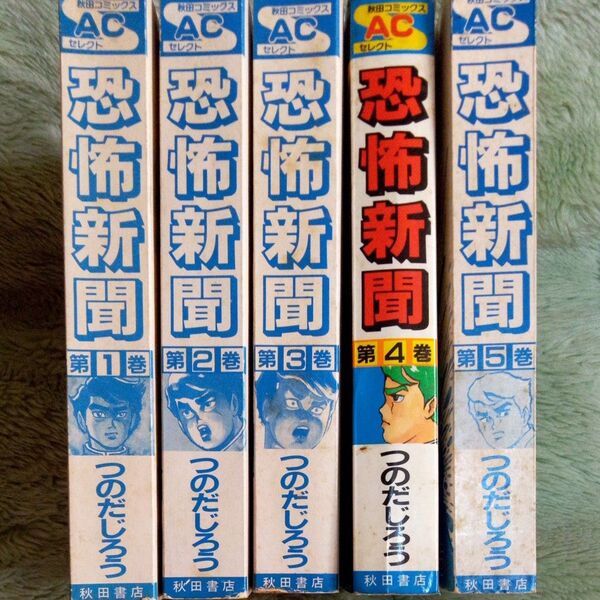 秋田コミックス
AC
セレクト
恐怖新聞
第1巻
つのだじろう
秋田書店
秋田コミックス
AC
セレクト
恐怖新聞
第2巻
つのだじろう
秋田書店
秋田コミックス
AC
セレクト
恐怖新聞
第3巻
つのだじろう
秋田書店
秋田コミックス
AC
セレクト
恐怖新聞
第4巻
つのだじろう
秋田書店
秋田コミックス
AC
セレクト
恐怖新聞
第5巻
つのだじろう
秋田書店